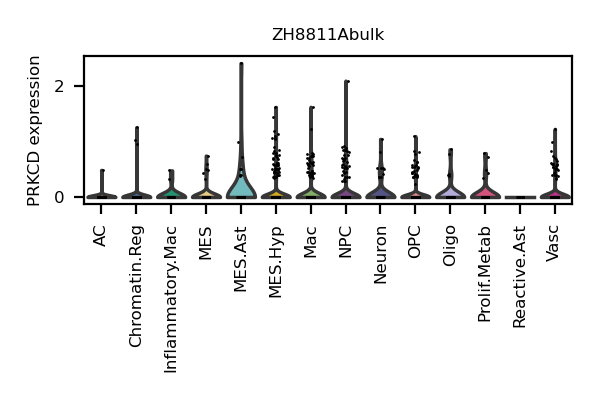 ZH8811Abulk
PRKCD expression
2
0
AC
Chromatin.Reg
Inflammatory.Mac
MES
MES.Ast
MES.Hyp
Mac
NPC
Neuron
OPC
Oligo
Prolif.Metab
Reactive.Ast
Vasc